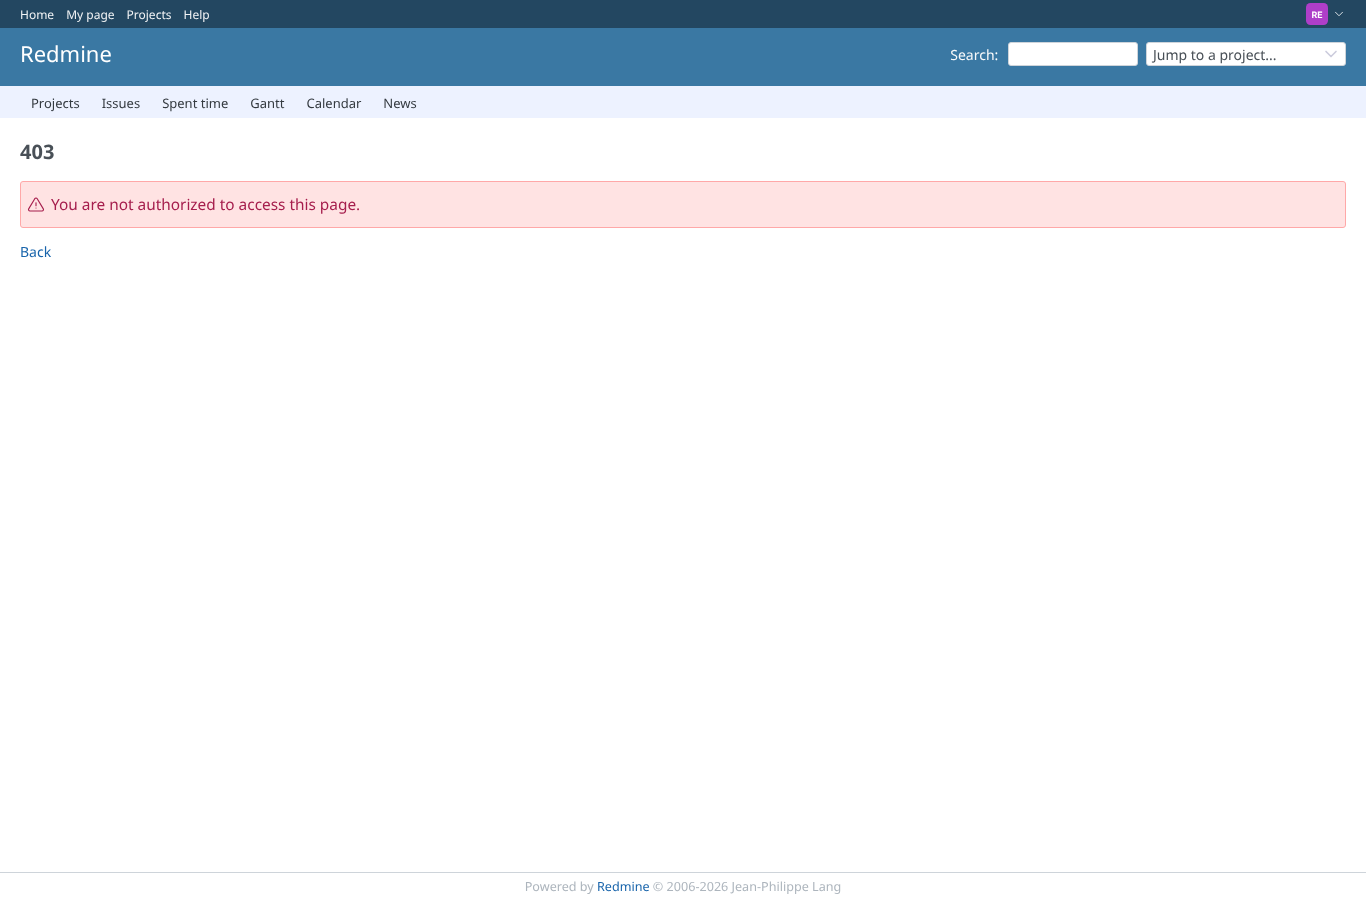 Home My page Projects Help
RE
Redmine
Search:
Jump to a project...
Projects Issues Spent time Gantt Calendar News
403
You are not authorized to access this page.
Back
Powered by Redmine © 2006-2026 Jean-Philippe Lang